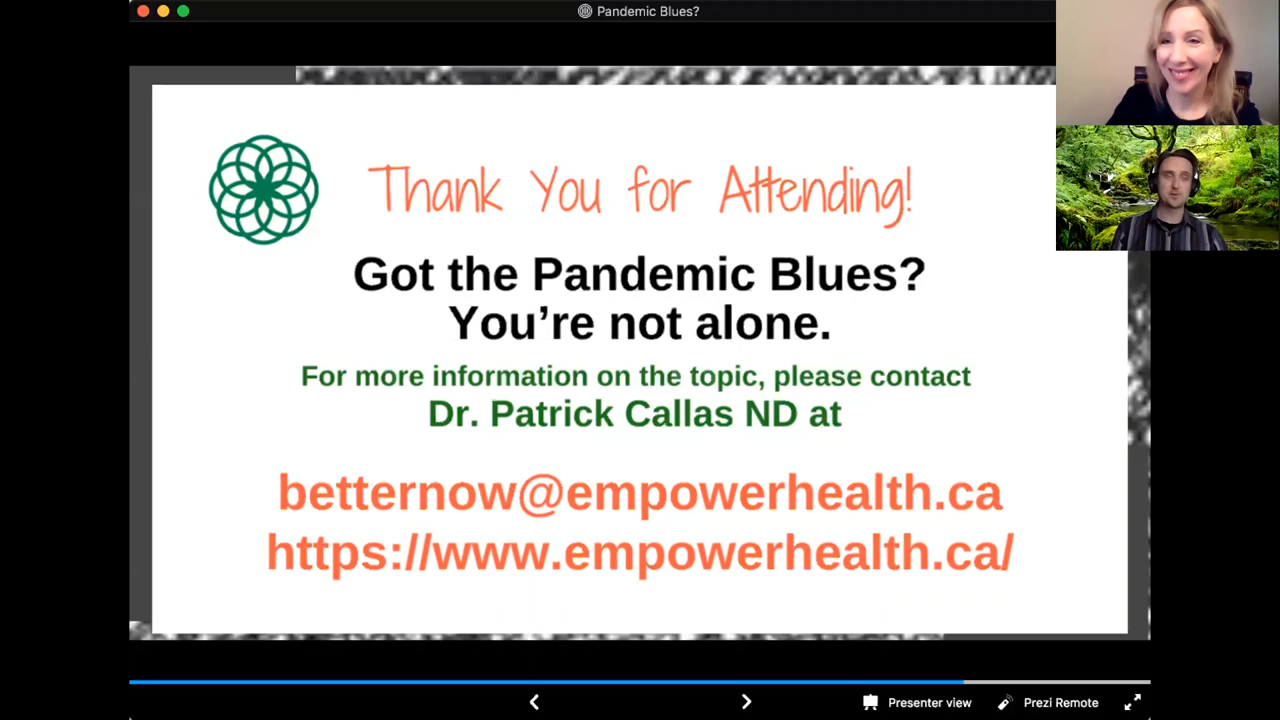 Pandemic Blues?
Thank You for Attending!
Got the Pandemic Blues?
You’re not alone.
For more information on the topic, please contact
Dr. Patrick Callas ND at
betternow@empowerhealth.ca
https://www.empowerhealth.ca/
Presenter view
Prezi Remote